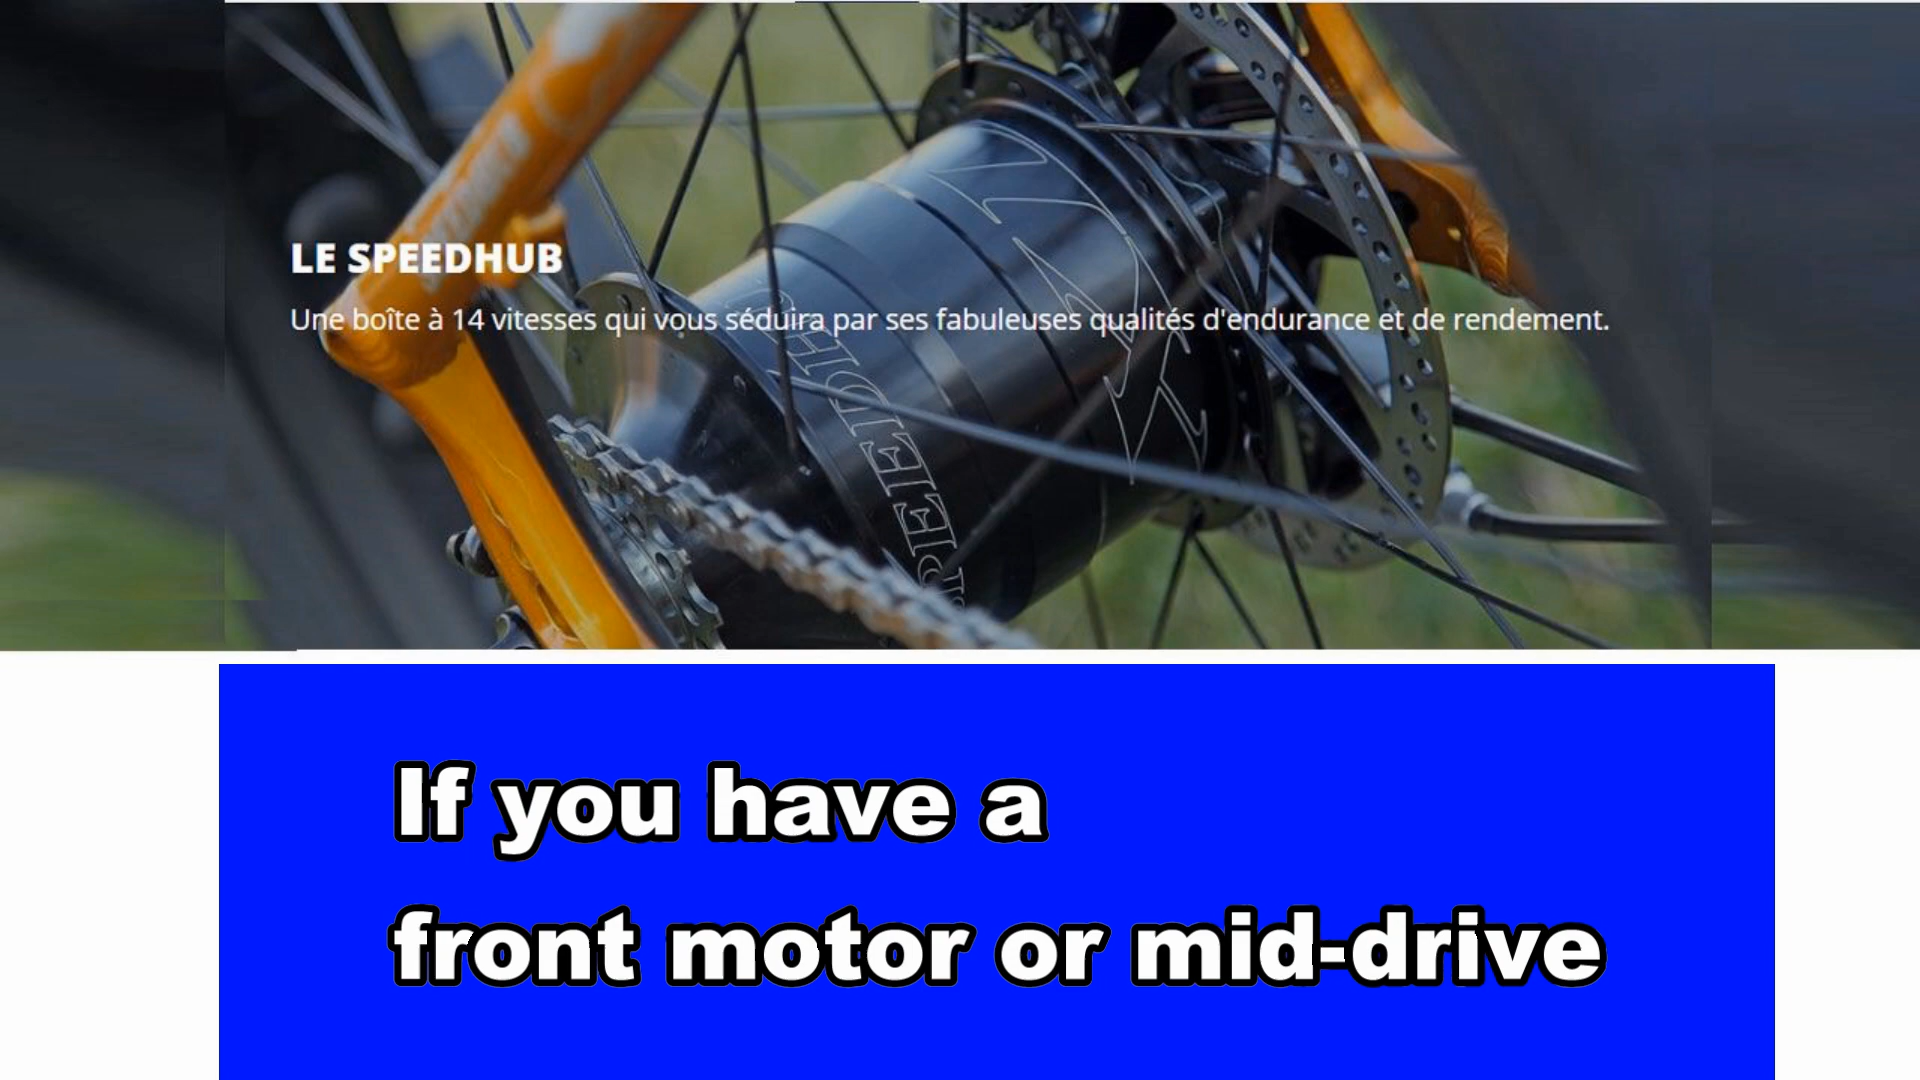 LE SPEEDHUB
Une boîte à 14 vitesses qui vous séduira par ses fabuleuses qualités d'endurance et de rendement.
SPEEDHUB
If you have a
front motor or mid-drive